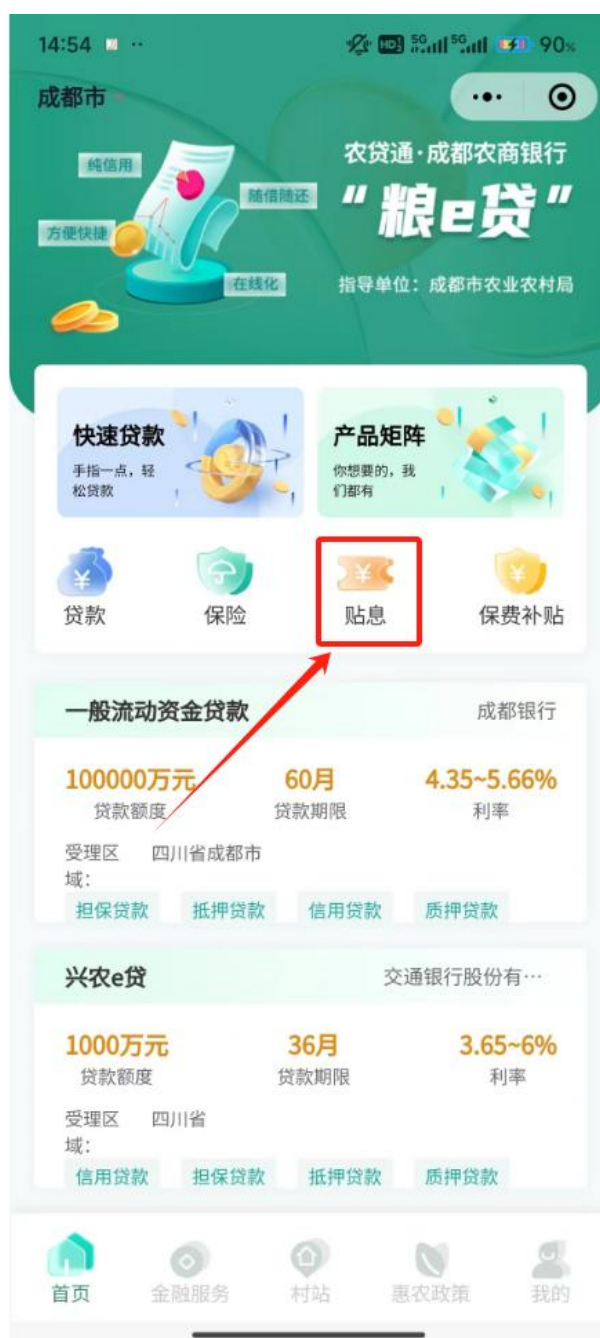 14:54
HD 5G 5G 90%
成都市
纯信用
随借随还
方便快捷
在线化
农贷通·成都农商银行
“粮e贷”
指导单位：成都市农业农村局
快速贷款
手指一点，轻
松贷款
产品矩阵
你想要的，我
们都有
贷款
保险
贴息
保费补贴
一般流动资金贷款
成都银行
100000万元
60月
4.35~5.66%
贷款额度
贷款期限
利率
受理区 四川省成都市
域：
担保贷款
抵押贷款
信用贷款
质押贷款
兴农e贷
交通银行股份有…
1000万元
36月
3.65~6%
贷款额度
贷款期限
利率
受理区 四川省
域：
信用贷款
担保贷款
抵押贷款
质押贷款
首页
金融服务
村站
惠农政策
我的